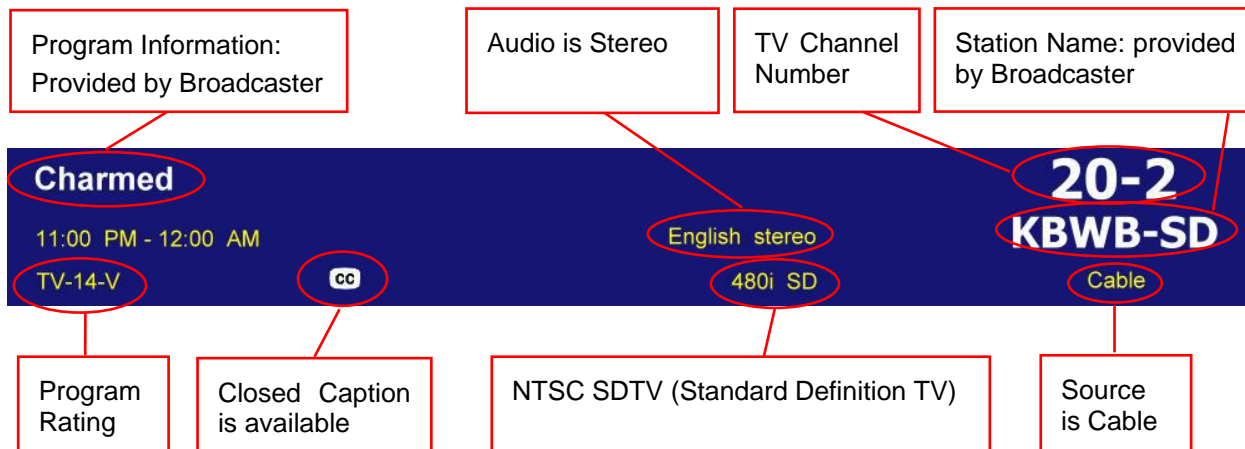 Program Information:
Provided by Broadcaster
Audio is Stereo
TV Channel
Number
Station Name: provided
by Broadcaster
Charmed
20-2
KBWB-SD
11:00 PM - 12:00 AM
English stereo
TV-14-V
CC
480i SD
Cable
Program
Rating
Closed Caption
is available
NTSC SDTV (Standard Definition TV)
Source
is Cable